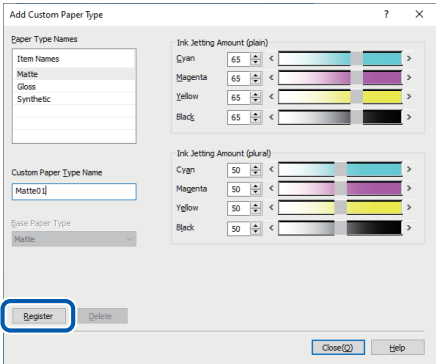 Add Custom Paper Type ? ×
Paper Type Names
Item Names
Matte
Gloss
Synthetic
Custom Paper Type Name
Matte01
Base Paper Type
Matte
Register Delete
Ink Jetting Amount (plain)
Cyan 65 < >
Magenta 65 < >
Yellow 65 < >
Black 65 < >
Ink Jetting Amount (plural)
Cyan 50 < >
Magenta 50 < >
Yellow 50 < >
Black 50 < >
Close(O) Help